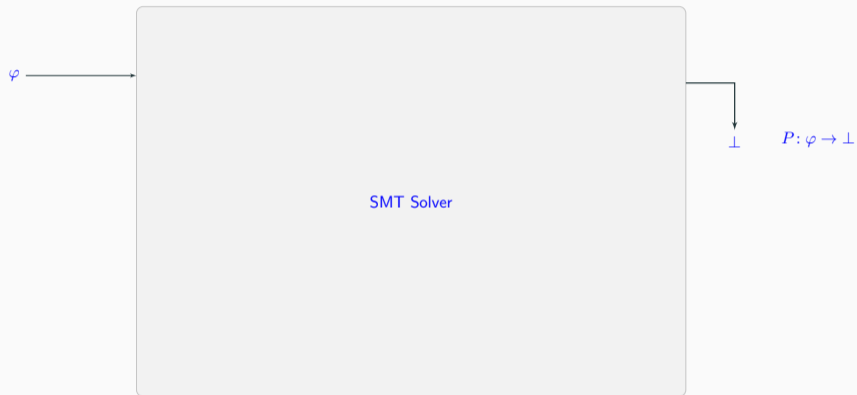 φ
⊥
P: φ → ⊥
SMT Solver